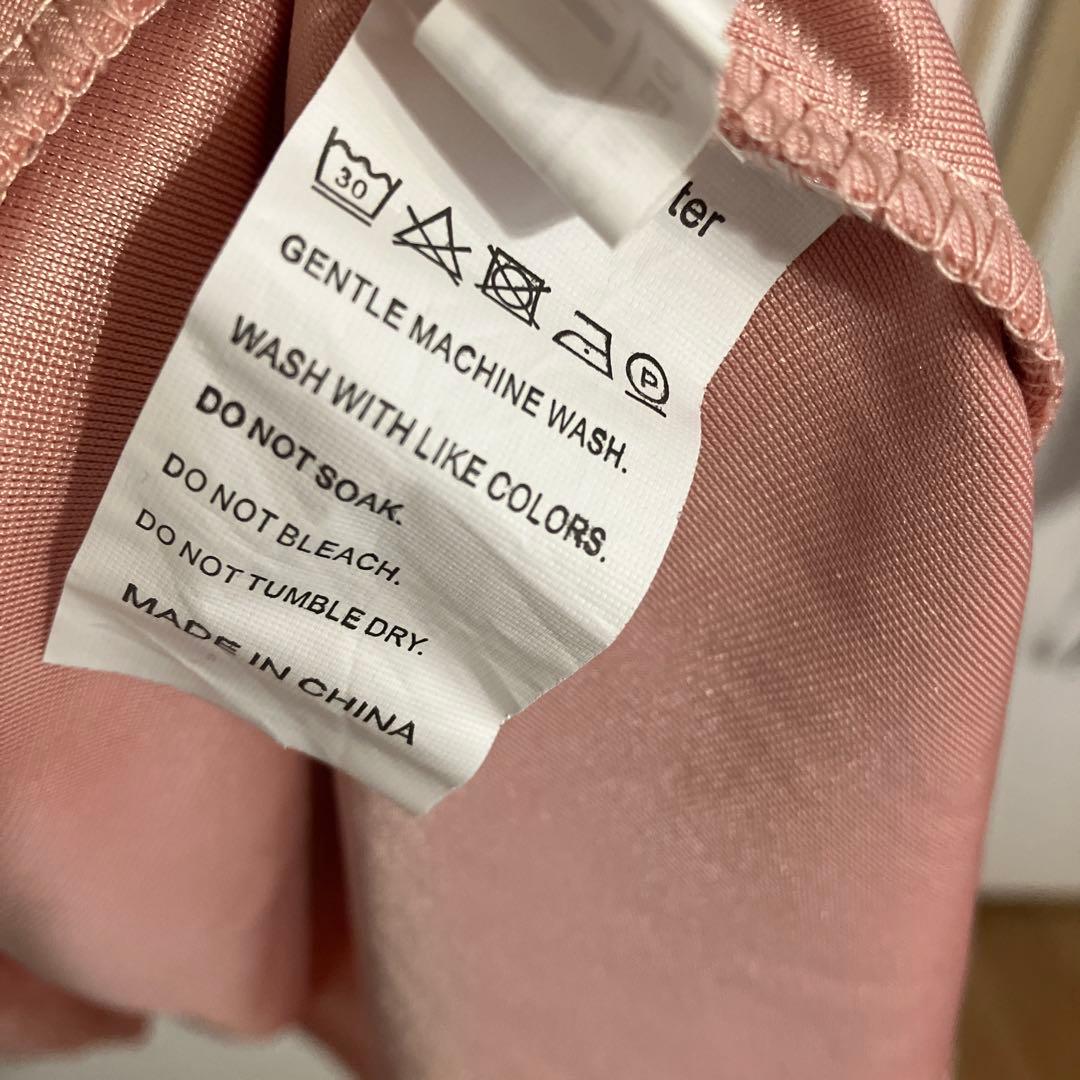 ter
30
P
GENTLE MACHINE WASH.
WASH WITH LIKE COLORS.
DO NOT SOAK.
DO NOT BLEACH.
DO NOT TUMBLE DRY.
MADE IN CHINA